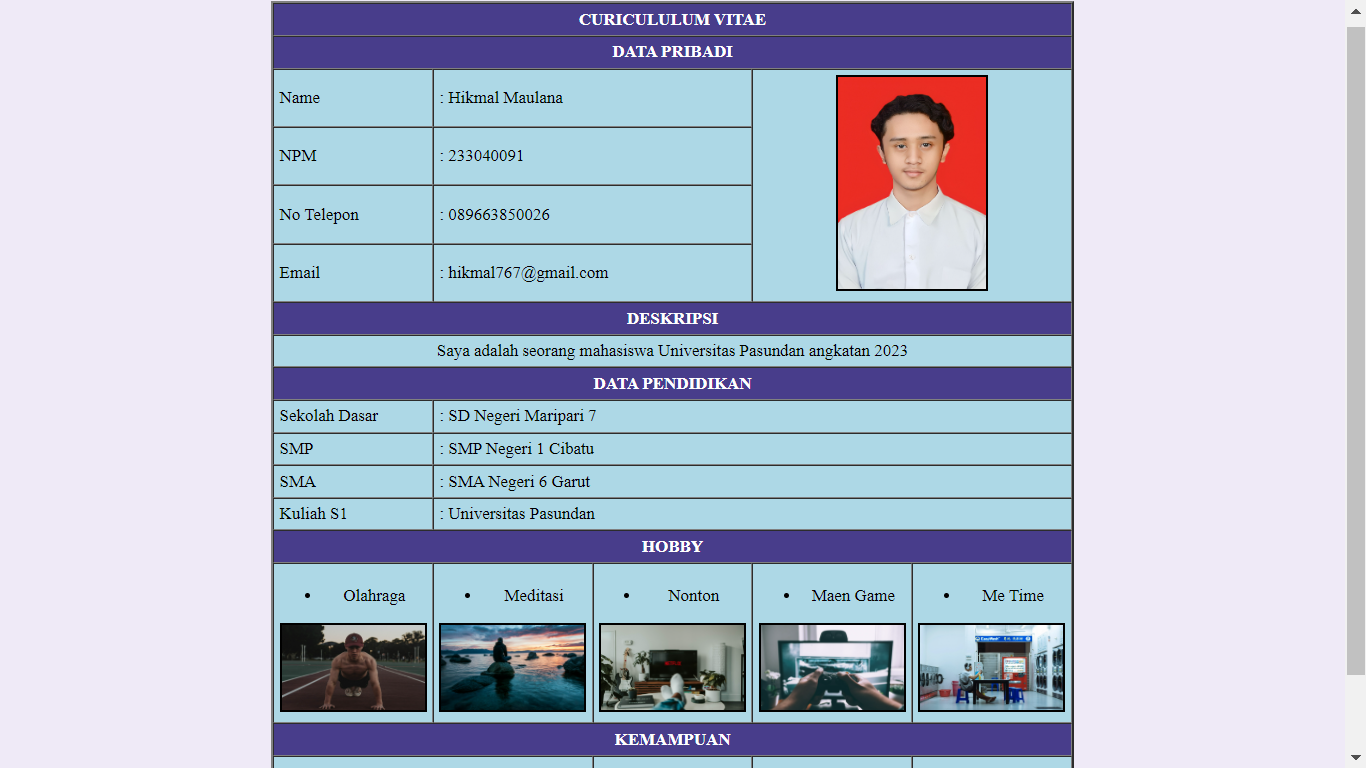 CURICULULUM VITAE
DATA PRIBADI
Name : Hikmal Maulana
NPM : 233040091
No Telepon : 089663850026
Email : hikmal767@gmail.com
DESKRIPSI
Saya adalah seorang mahasiswa Universitas Pasundan angkatan 2023
DATA PENDIDIKAN
Sekolah Dasar : SD Negeri Maripari 7
SMP : SMP Negeri 1 Cibatu
SMA : SMA Negeri 6 Garut
Kuliah S1 : Universitas Pasundan
HOBBY
• Olahraga • Meditasi • Nonton • Maen Game • Me Time
NETFLIX
KEMAMPUAN